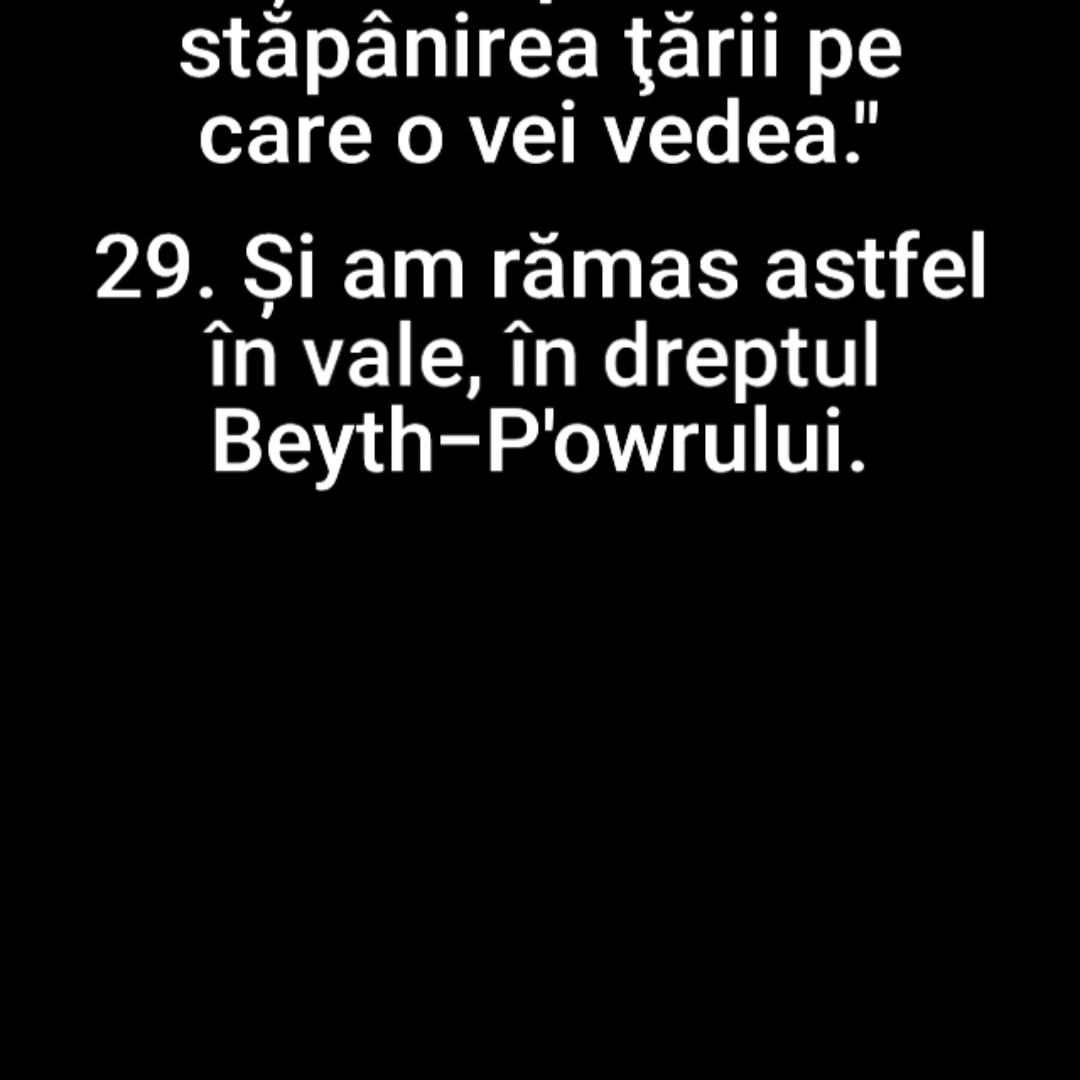 stăpânirea ţării pe
care o vei vedea."
29. Și am rămas astfel
în vale, în dreptul
Beyth–P'owrului.